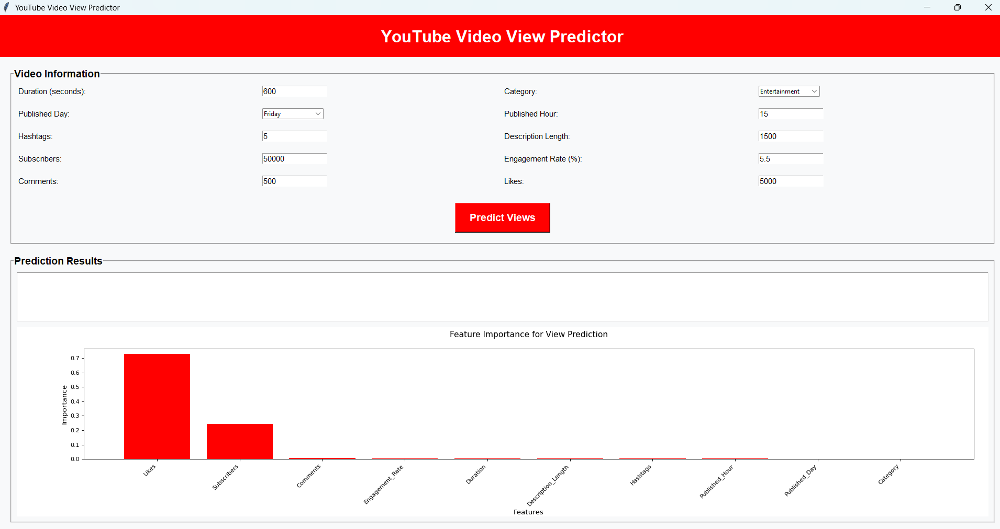 YouTube Video View Predictor
YouTube Video View Predictor
Video Information
Duration (seconds): 600 Category: Entertainment
Published Day: Friday Published Hour: 15
Hashtags: 5 Description Length: 1500
Subscribers: 50000 Engagement Rate (%): 5.5
Comments: 500 Likes: 5000
Predict Views
Prediction Results
Feature Importance for View Prediction
Importance
0.7
0.6
0.5
0.4
0.3
0.2
0.1
0.0
Likes
Subscribers
Comments
Engagement_Rate
Duration
Description_Length
Hashtags
Published_Hour
Published_Day
Category
Features